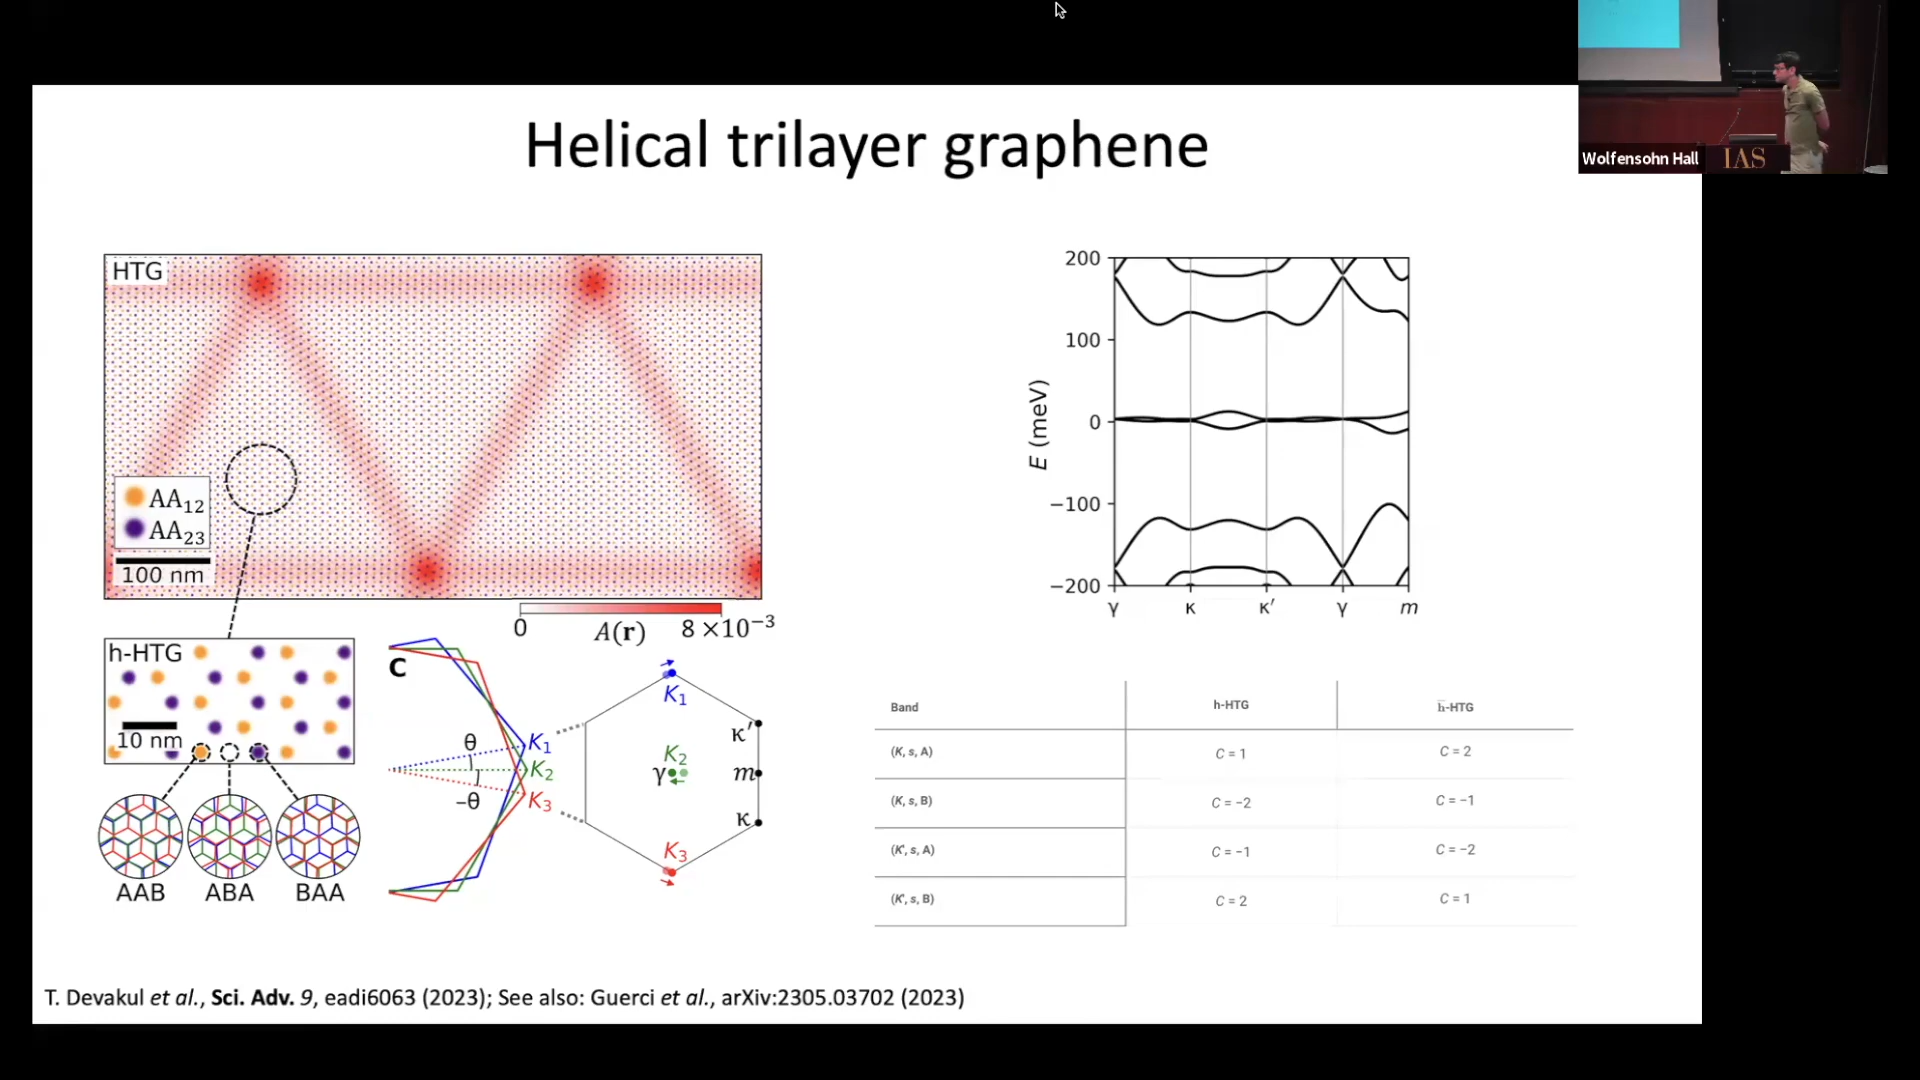 Helical trilayer graphene
Wolfensohn Hall
IAS
HTG
AA₁₂
AA₂₃
100 nm
0
A(r)
8 ×10⁻³
h-HTG
10 nm
AAB
ABA
BAA
C
θ
−θ
K₁
K₂
K₃
K₁
K₂
γ
K₃
κ′
m
κ
E (meV)
200
100
0
−100
−200
γ κ κ′ γ m
Band h-HTG h̄-HTG
(K, s, A) C = 1 C = 2
(K, s, B) C = −2 C = −1
(K', s, A) C = −1 C = −2
(K', s, B) C = 2 C = 1
T. Devakul et al., Sci. Adv. 9, eadi6063 (2023); See also: Guerci et al., arXiv:2305.03702 (2023)